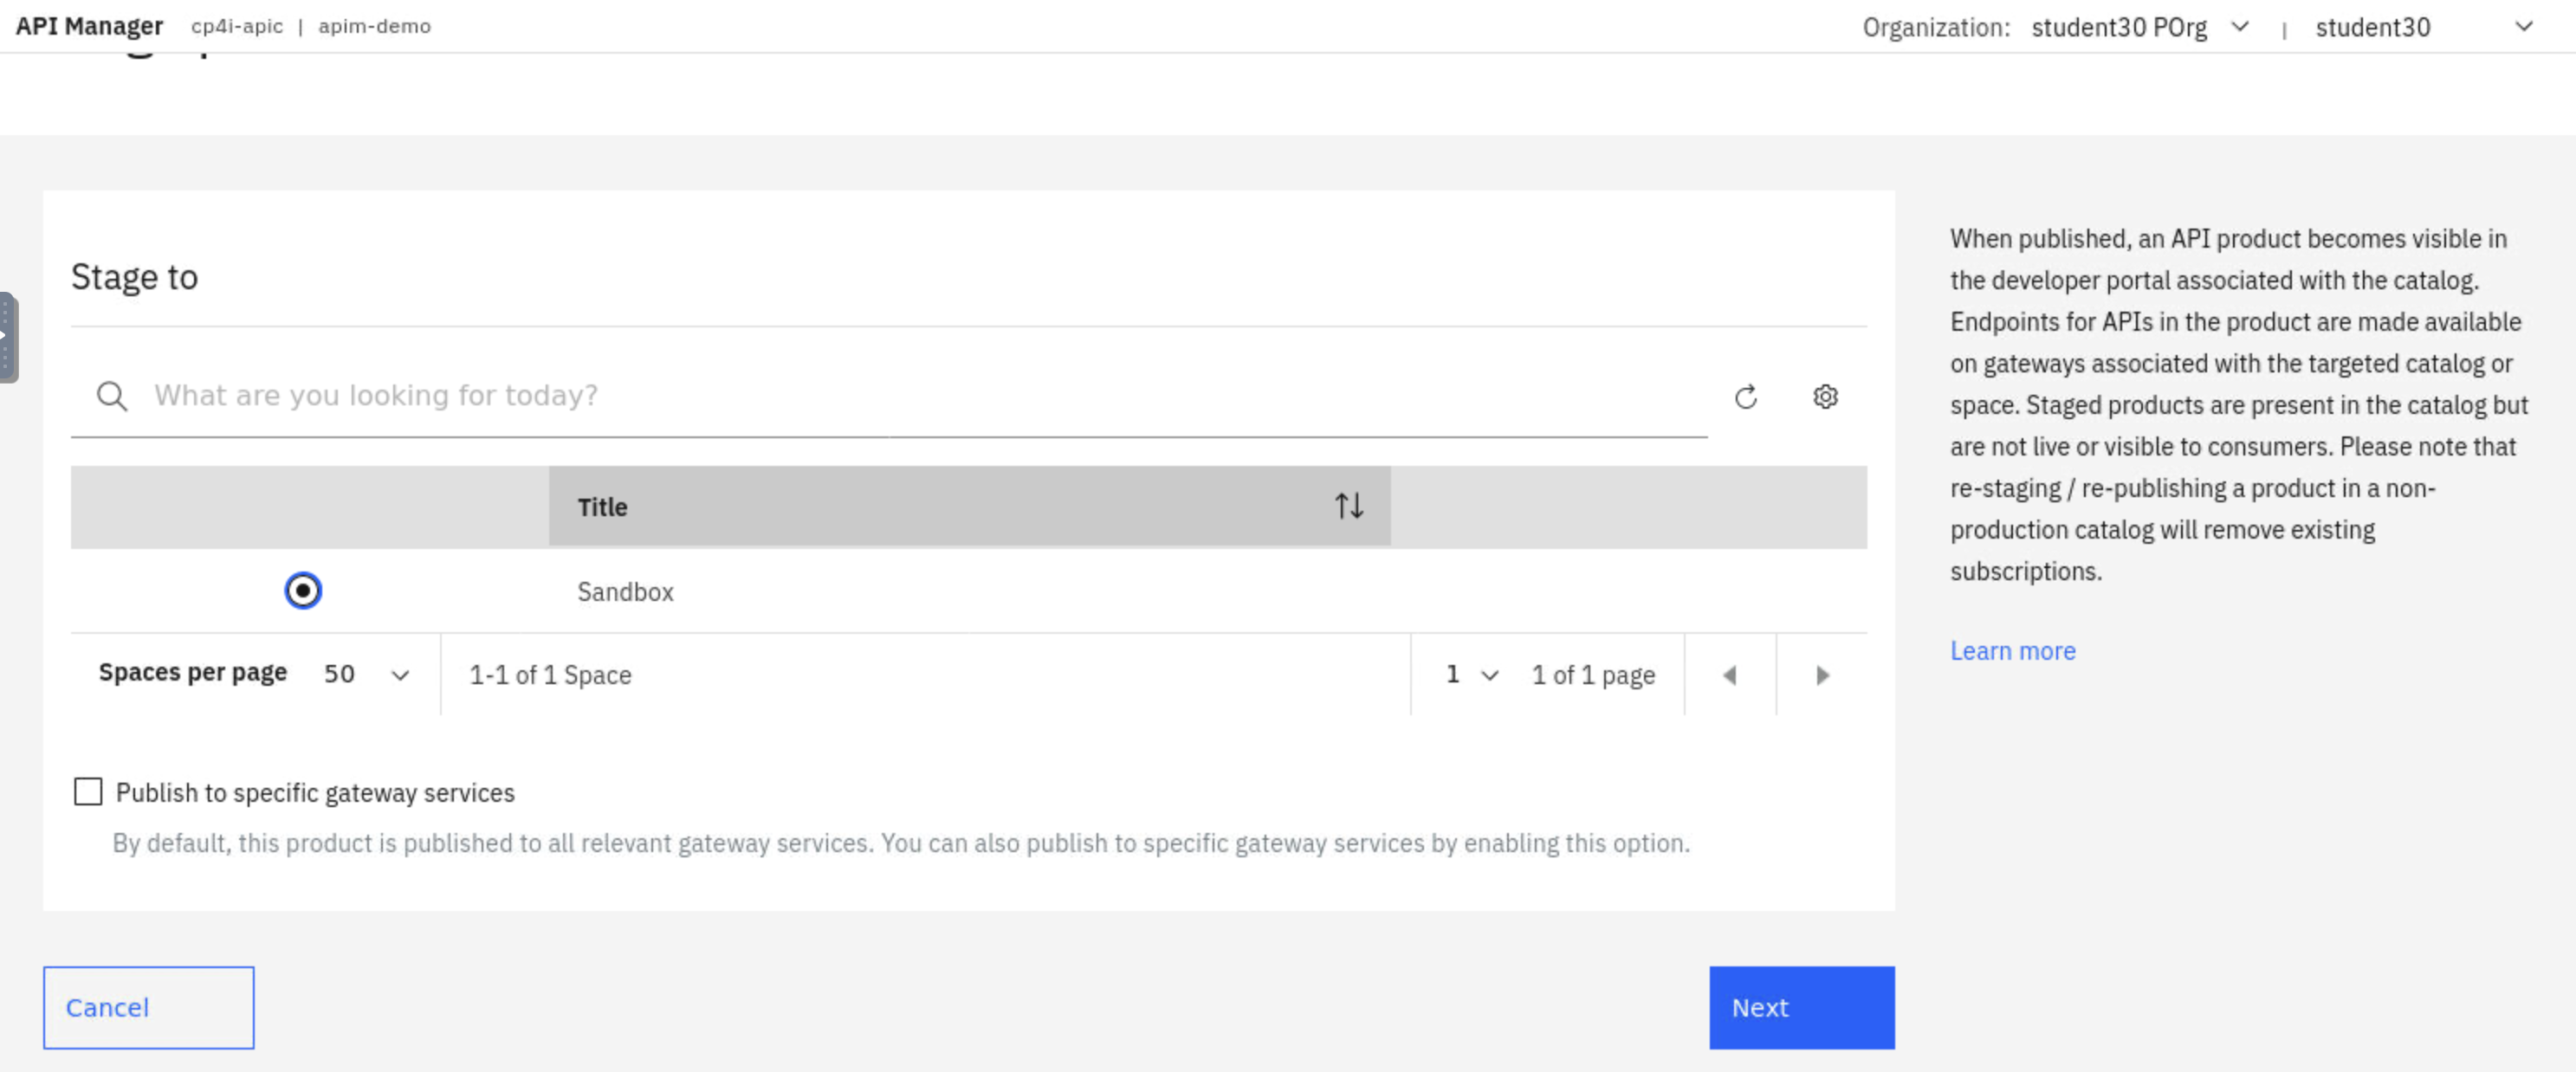 API Manager cp4i-apic | apim-demo Organization: student30 POrg | student30
Stage to
What are you looking for today?
Title
Sandbox
Spaces per page 50 1-1 of 1 Space 1 1 of 1 page
Publish to specific gateway services
By default, this product is published to all relevant gateway services. You can also publish to specific gateway services by enabling this option.
Cancel
Next
When published, an API product becomes visible in
the developer portal associated with the catalog.
Endpoints for APIs in the product are made available
on gateways associated with the targeted catalog or
space. Staged products are present in the catalog but
are not live or visible to consumers. Please note that
re-staging / re-publishing a product in a non-
production catalog will remove existing
subscriptions.
Learn more